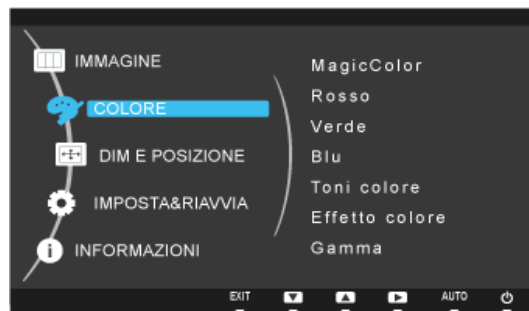 IMMAGINE
COLORE
DIM E POSIZIONE
IMPOSTA&RIAVVIA
INFORMAZIONI
MagicColor
Rosso
Verde
Blu
Toni colore
Effetto colore
Gamma
EXIT AUTO